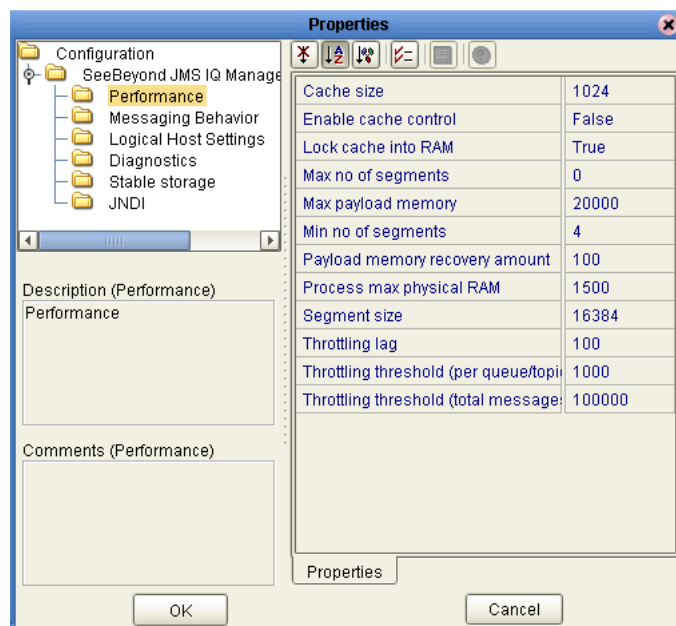 Properties
Configuration
SeeBeyond JMS IQ Manage
Performance
Messaging Behavior
Logical Host Settings
Diagnostics
Stable storage
JNDI
Description (Performance)
Performance
Comments (Performance)
Cache size 1024
Enable cache control False
Lock cache into RAM True
Max no of segments 0
Max payload memory 20000
Min no of segments 4
Payload memory recovery amount 100
Process max physical RAM 1500
Segment size 16384
Throttling lag 100
Throttling threshold (per queue/topi 1000
Throttling threshold (total messages 100000
Properties
OK
Cancel